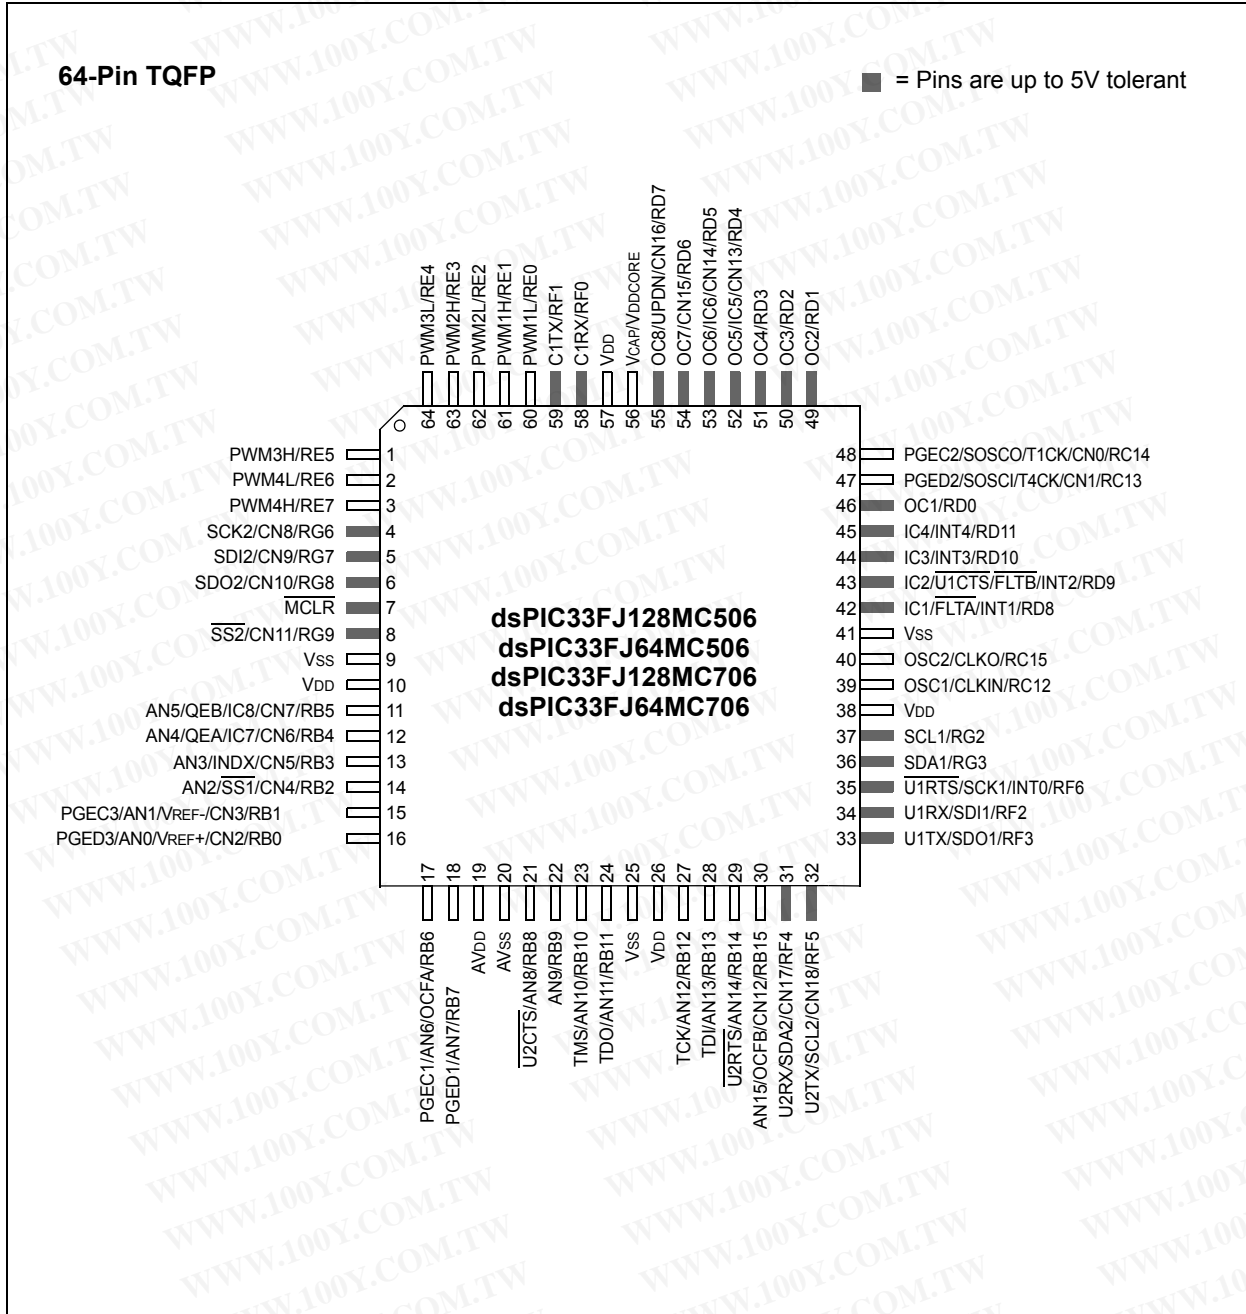 64-Pin TQFP
= Pins are up to 5V tolerant
PWM3L/RE4
PWM2H/RE3
PWM2L/RE2
PWM1H/RE1
PWM1L/RE0
C1TX/RF1
C1RX/RF0
VDD
VCAP/VDDCORE
OC8/UPDN/CN16/RD7
OC7/CN15/RD6
OC6/IC6/CN14/RD5
OC5/IC5/CN13/RD4
OC4/RD3
OC3/RD2
OC2/RD1
64 63 62 61 60 59 58 57 56 55 54 53 52 51 50 49
PWM3H/RE5 1
PWM4L/RE6 2
PWM4H/RE7 3
SCK2/CN8/RG6 4
SDI2/CN9/RG7 5
SDO2/CN10/RG8 6
MCLR 7
SS2/CN11/RG9 8
VSS 9
VDD 10
AN5/QEB/IC8/CN7/RB5 11
AN4/QEA/IC7/CN6/RB4 12
AN3/INDX/CN5/RB3 13
AN2/SS1/CN4/RB2 14
PGEC3/AN1/VREF-/CN3/RB1 15
PGED3/AN0/VREF+/CN2/RB0 16
dsPIC33FJ128MC506
dsPIC33FJ64MC506
dsPIC33FJ128MC706
dsPIC33FJ64MC706
48 PGEC2/SOSCO/T1CK/CN0/RC14
47 PGED2/SOSCI/T4CK/CN1/RC13
46 OC1/RD0
45 IC4/INT4/RD11
44 IC3/INT3/RD10
43 IC2/U1CTS/FLTB/INT2/RD9
42 IC1/FLTA/INT1/RD8
41 VSS
40 OSC2/CLKO/RC15
39 OSC1/CLKIN/RC12
38 VDD
37 SCL1/RG2
36 SDA1/RG3
35 U1RTS/SCK1/INT0/RF6
34 U1RX/SDI1/RF2
33 U1TX/SDO1/RF3
17 18 19 20 21 22 23 24 25 26 27 28 29 30 31 32
PGEC1/AN6/OCFA/RB6
PGED1/AN7/RB7
AVDD
AVSS
U2CTS/AN8/RB8
AN9/RB9
TMS/AN10/RB10
TDO/AN11/RB11
VSS
VDD
TCK/AN12/RB12
TDI/AN13/RB13
U2RTS/AN14/RB14
AN15/OCFB/CN12/RB15
U2RX/SDA2/CN17/RF4
U2TX/SCL2/CN18/RF5
WWW.100Y.COM.TW